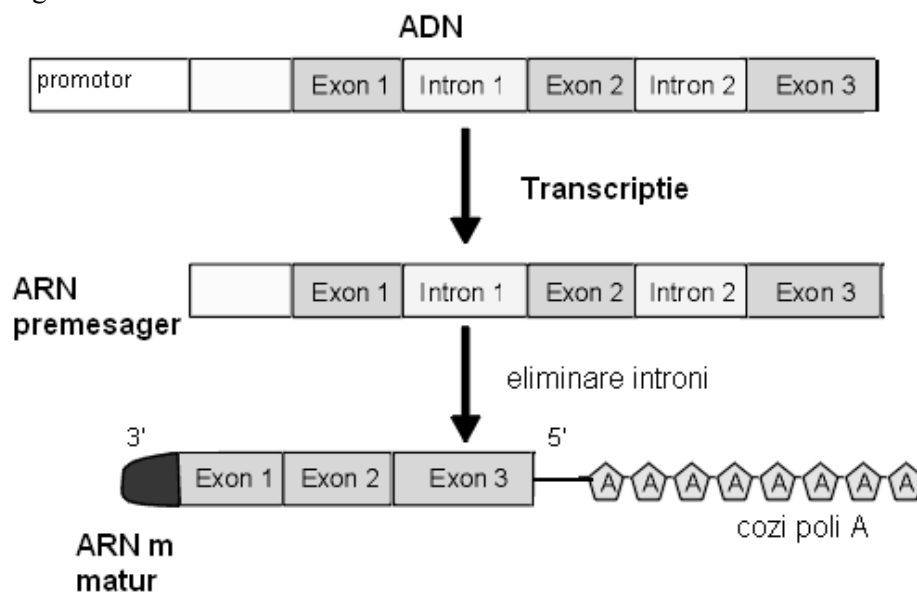 ADN
promotor Exon 1 Intron 1 Exon 2 Intron 2 Exon 3
Transcriptie
ARN
premesager
Exon 1 Intron 1 Exon 2 Intron 2 Exon 3
eliminare introni
3' 5'
Exon 1 Exon 2 Exon 3 A A A A A A A A
cozi poli A
ARN m
matur